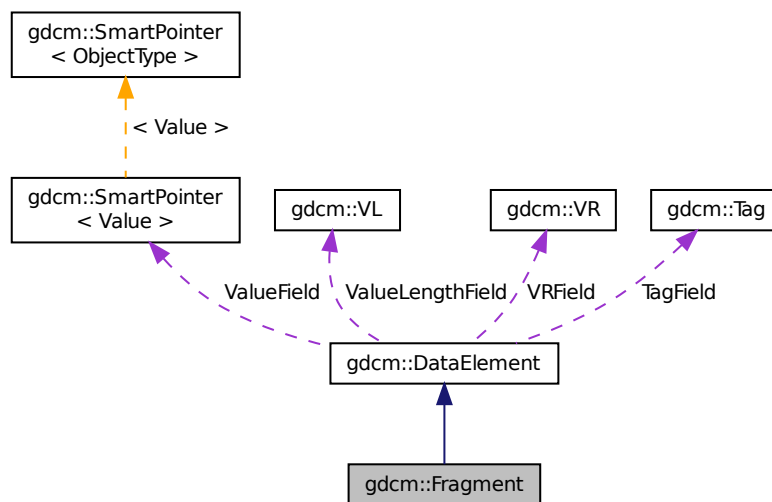 gdcm::SmartPointer
< ObjectType >
< Value >
gdcm::SmartPointer
< Value >
gdcm::VL
gdcm::VR
gdcm::Tag
ValueField
ValueLengthField
VRField
TagField
gdcm::DataElement
gdcm::Fragment